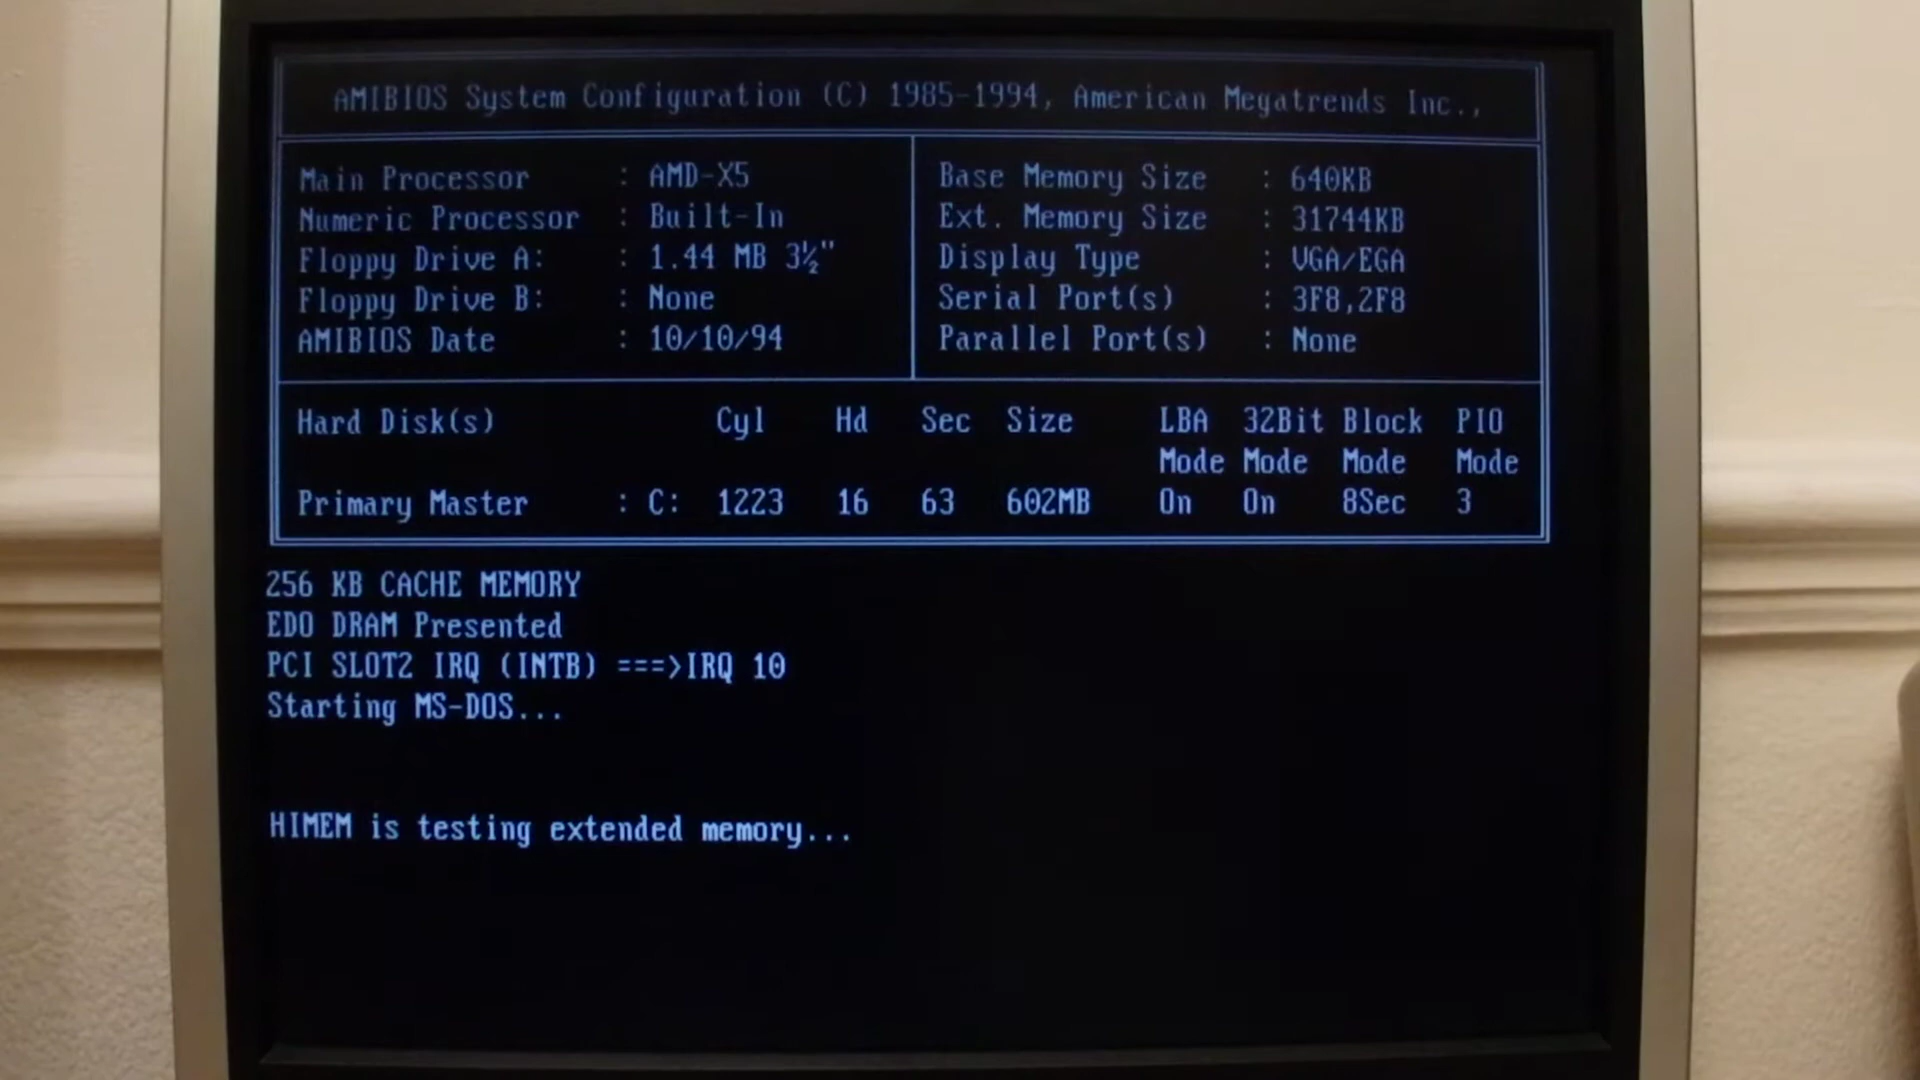 AMIBIOS System Configuration (C) 1985-1994, American Megatrends Inc.,
Main Processor : AMD-X5 Base Memory Size : 640KB
Numeric Processor : Built-In Ext. Memory Size : 31744KB
Floppy Drive A: : 1.44 MB 3½" Display Type : VGA/EGA
Floppy Drive B: : None Serial Port(s) : 3F8,2F8
AMIBIOS Date : 10/10/94 Parallel Port(s) : None
Hard Disk(s) Cyl Hd Sec Size LBA 32Bit Block PIO
Mode Mode Mode Mode
Primary Master : C: 1223 16 63 602MB On On 8Sec 3
256 KB CACHE MEMORY
EDO DRAM Presented
PCI SLOT2 IRQ (INTB) ===>IRQ 10
Starting MS-DOS...
HIMEM is testing extended memory...